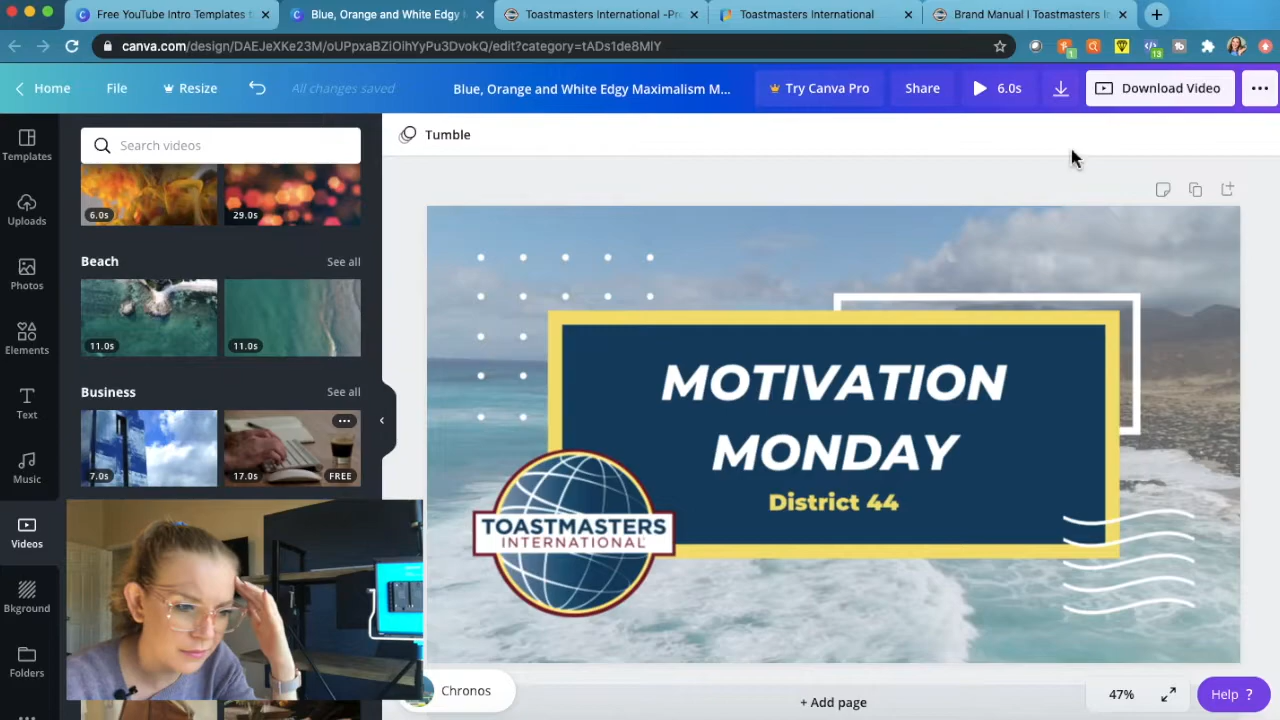 Free YouTube Intro Templates t
Blue, Orange and White Edgy
Toastmasters International -Pr
Toastmasters International
Brand Manual | Toastmasters In
canva.com/design/DAEJeXKe23M/oUPpxaBZiOlhYyPu3DvokQ/edit?category=tADs1de8MlY
1
13
Home
File
Resize
All changes saved
Blue, Orange and White Edgy Maximalism M...
Try Canva Pro
Share
6.0s
Download Video
Templates
Uploads
Photos
Elements
Text
Music
Videos
Bkground
Folders
Search videos
6.0s
29.0s
Beach
See all
11.0s
11.0s
Business
See all
7.0s
17.0s
FREE
Tumble
MOTIVATION
MONDAY
District 44
TOASTMASTERS
INTERNATIONAL
Chronos
+ Add page
47%
Help ?